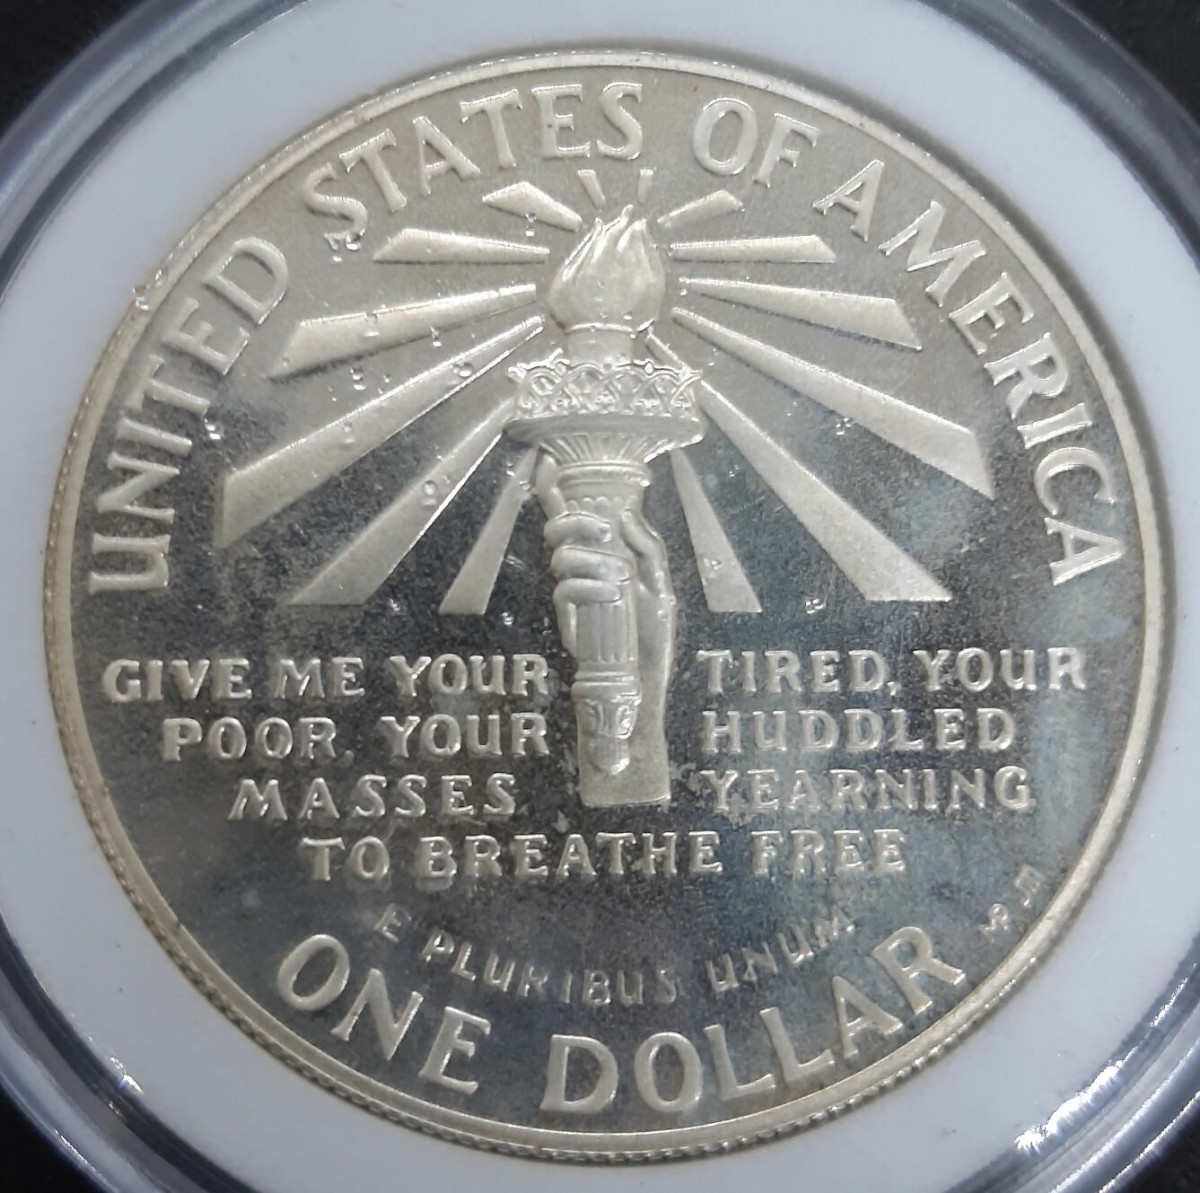 UNITED STATES OF AMERICA
GIVE ME YOUR TIRED, YOUR
POOR, YOUR HUDDLED
MASSES YEARNING
TO BREATHE FREE
E PLURIBUS UNUM
ONE DOLLAR